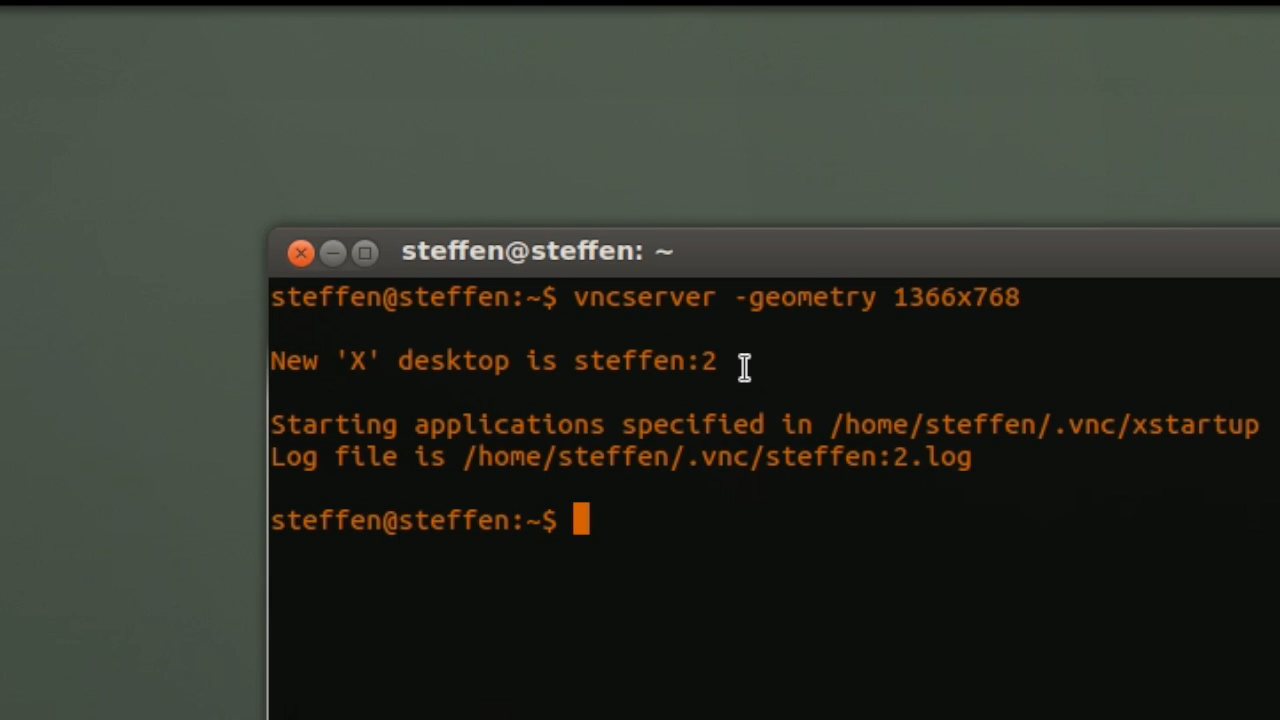 steffen@steffen: ~
steffen@steffen:~$ vncserver -geometry 1366x768
New 'X' desktop is steffen:2
Starting applications specified in /home/steffen/.vnc/xstartup
Log file is /home/steffen/.vnc/steffen:2.log
steffen@steffen:~$